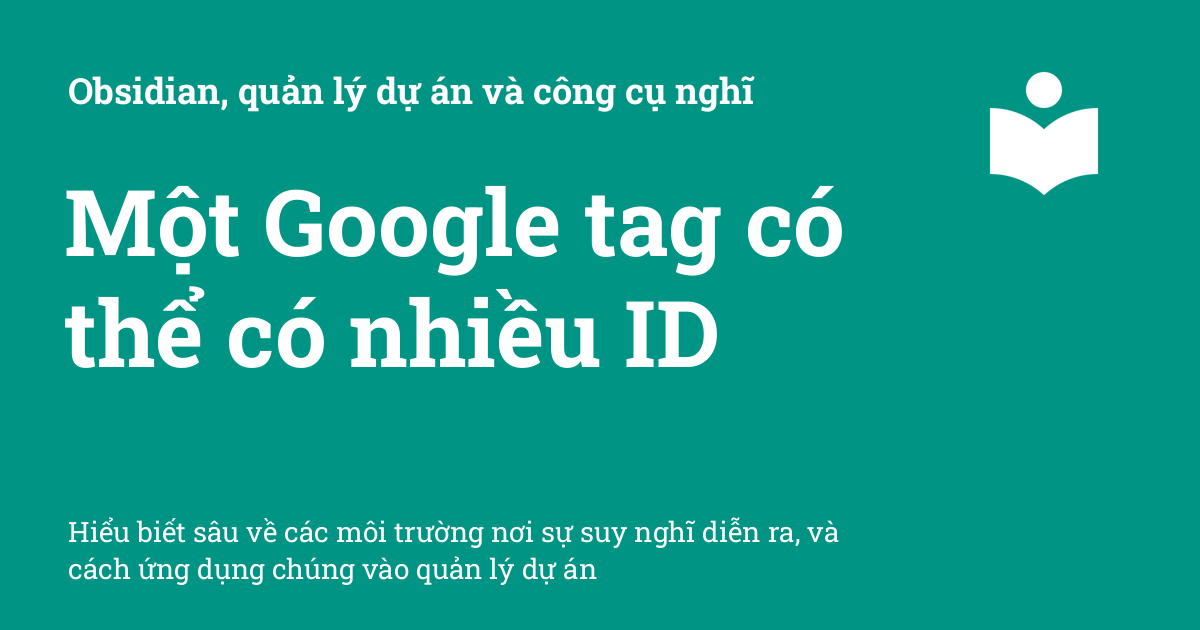 Obsidian, quản lý dự án và công cụ nghĩ
Một Google tag có
thể có nhiều ID
Hiểu biết sâu về các môi trường nơi sự suy nghĩ diễn ra, và
cách ứng dụng chúng vào quản lý dự án